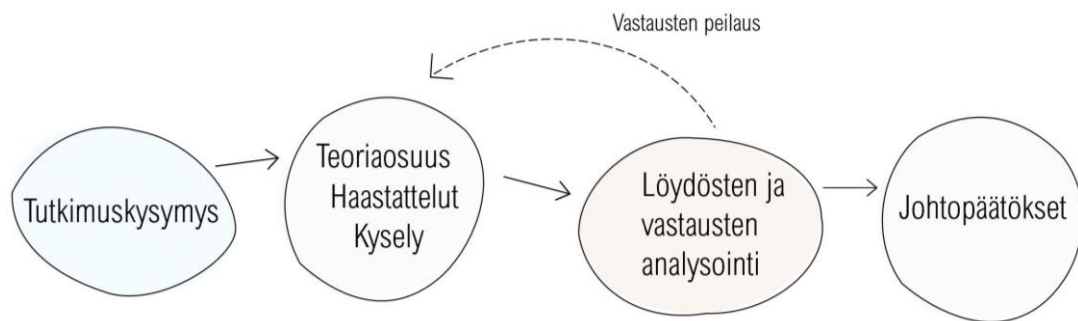 Vastausten peilaus
Tutkimuskysymys
Teoriaosuus
Haastattelut
Kysely
Löydösten ja
vastausten
analysointi
Johtopäätökset